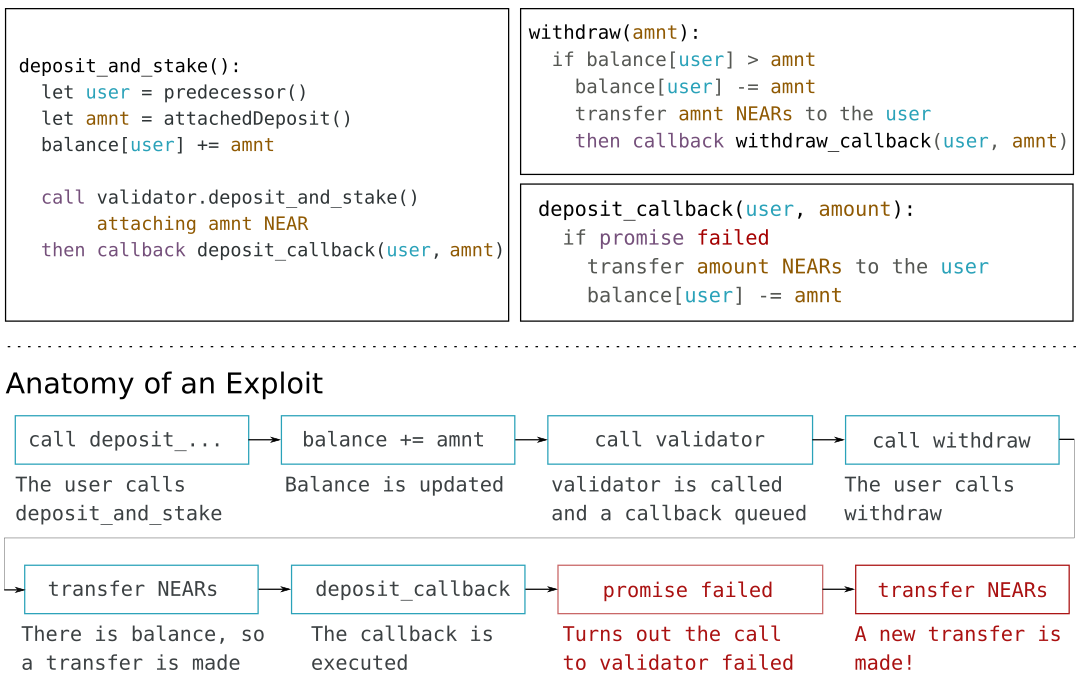 deposit_and_stake():
let user = predecessor()
let amnt = attachedDeposit()
balance[user] += amnt
call validator.deposit_and_stake()
attaching amnt NEAR
then callback deposit_callback(user, amnt)
withdraw(amnt):
if balance[user] > amnt
balance[user] -= amnt
transfer amnt NEARs to the user
then callback withdraw_callback(user, amnt)
deposit_callback(user, amount):
if promise failed
transfer amount NEARs to the user
balance[user] -= amnt
Anatomy of an Exploit
call deposit_...
The user calls
deposit_and_stake
balance += amnt
Balance is updated
call validator
validator is called
and a callback queued
call withdraw
The user calls
withdraw
transfer NEARs
There is balance, so
a transfer is made
deposit_callback
The callback is
executed
promise failed
Turns out the call
to validator failed
transfer NEARs
A new transfer is
made!